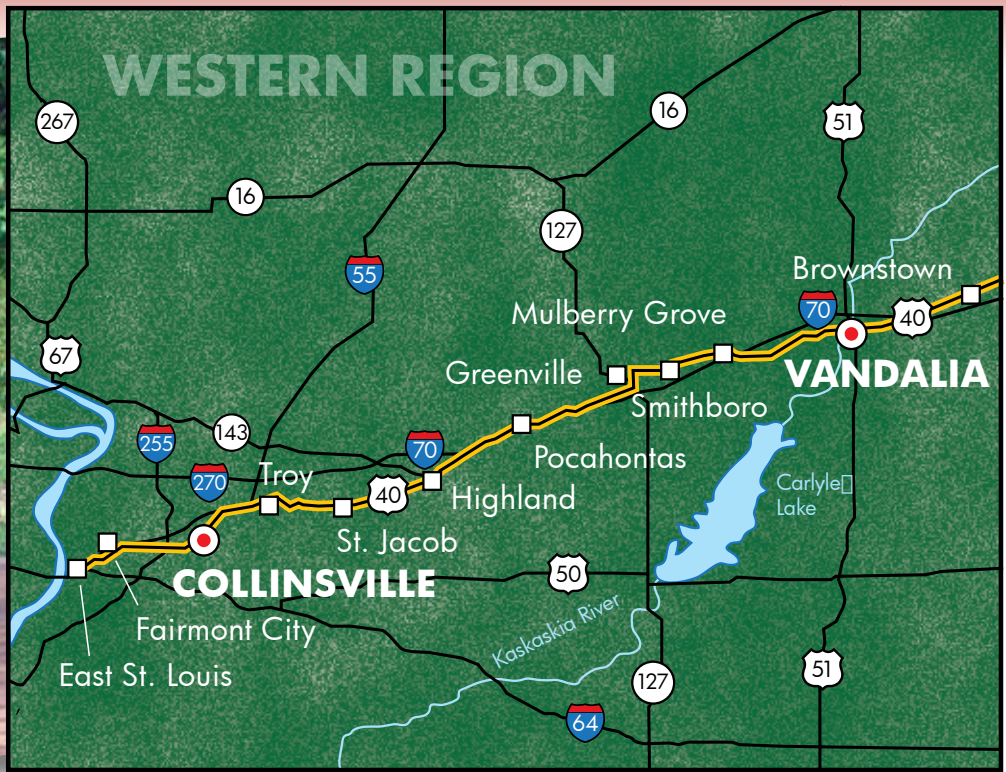 WESTERN REGION
267
16
51
16
127
55
Brownstown
70
40
Mulberry Grove
67
VANDALIA
Greenville
Smithboro
143
255
70
Pocahontas
270
Troy
40
Highland
Carlyle
Lake
St. Jacob
50
COLLINSVILLE
Fairmont City
Kaskaskia River
East St. Louis
127
51
64